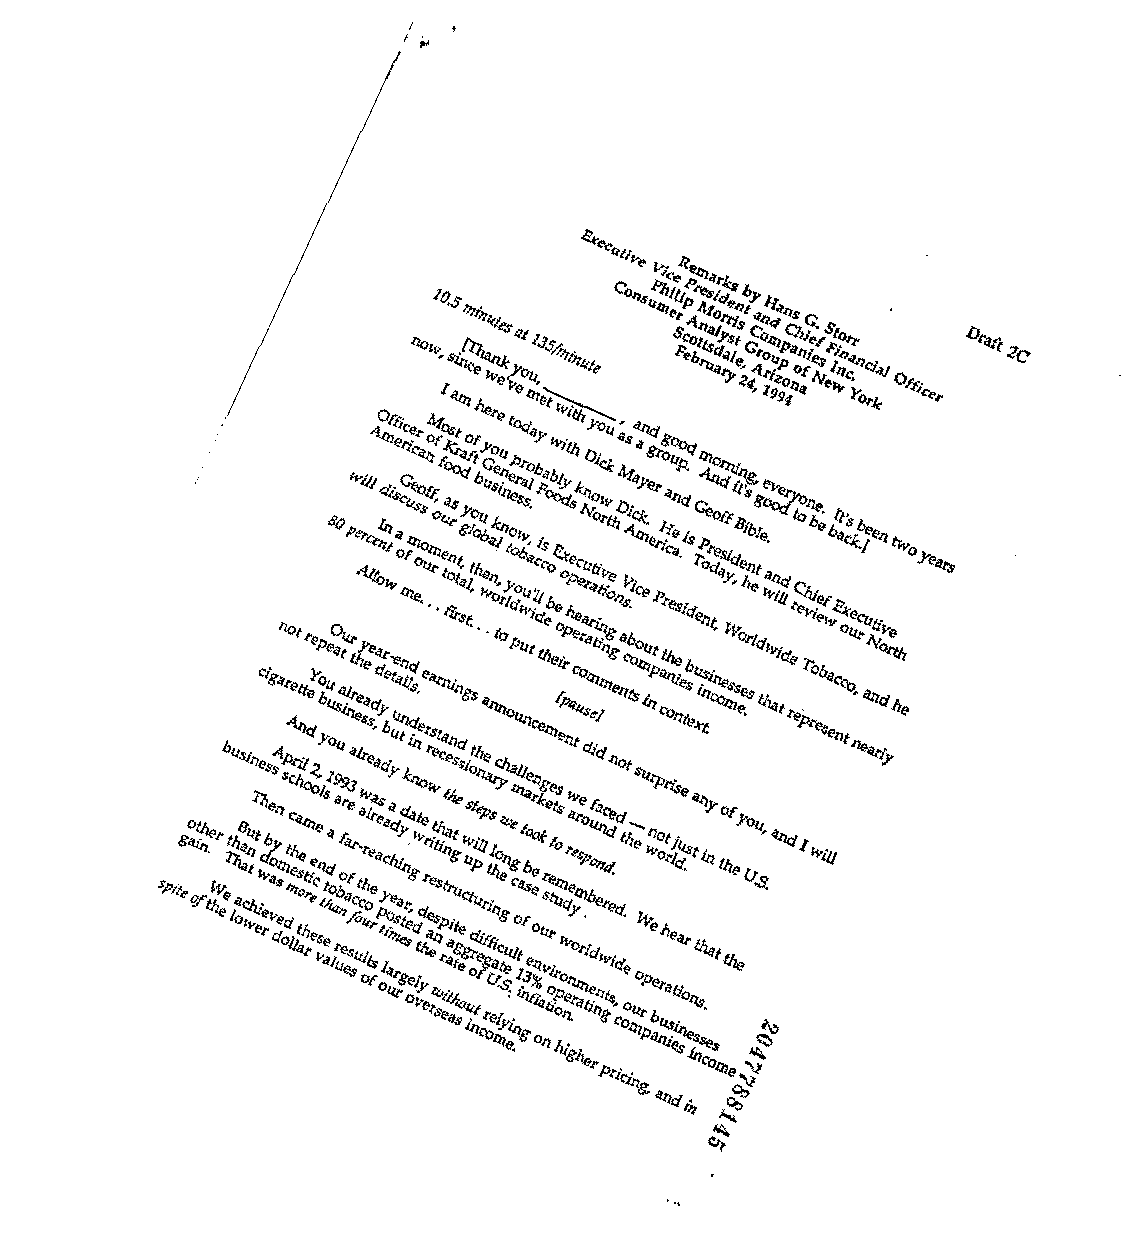 Draft 2C
Remarks by Hans G. Storr
Executive Vice President and Chief Financial Officer
Philip Morris Companies Inc.
Consumer Analyst Group of New York
Scottsdale, Arizona
February 24, 1994
10.5 minutes at 135/minute
[Thank you, __________, and good morning, everyone. It's been two years
now, since we've met with you as a group. And it's good to be back.]
I am here today with Dick Mayer and Geoff Bible.
Most of you probably know Dick. He is President and Chief Executive
Officer of Kraft General Foods North America. Today, he will review our North
American food business.
Geoff, as you know, is Executive Vice President, Worldwide Tobacco, and he
will discuss our global tobacco operations.
In a moment, then, you'll be hearing about the businesses that represent nearly
80 percent of our total, worldwide operating companies income.
Allow me. . . first. . . to put their comments in context.
[pause]
Our year-end earnings announcement did not surprise any of you, and I will
not repeat the details.
You already understand the challenges we faced — not just in the U.S.
cigarette business, but in recessionary markets around the world.
And you already know the steps we took to respond.
April 2, 1993 was a date that will long be remembered. We hear that the
business schools are already writing up the case study .
Then came a far-reaching restructuring of our worldwide operations.
But by the end of the year, despite difficult environments, our businesses
other than domestic tobacco posted an aggregate 13% operating companies income
gain. That was more than four times the rate of U.S. inflation.
We achieved these results largely without relying on higher pricing, and in
spite of the lower dollar values of our overseas income.
2047788145